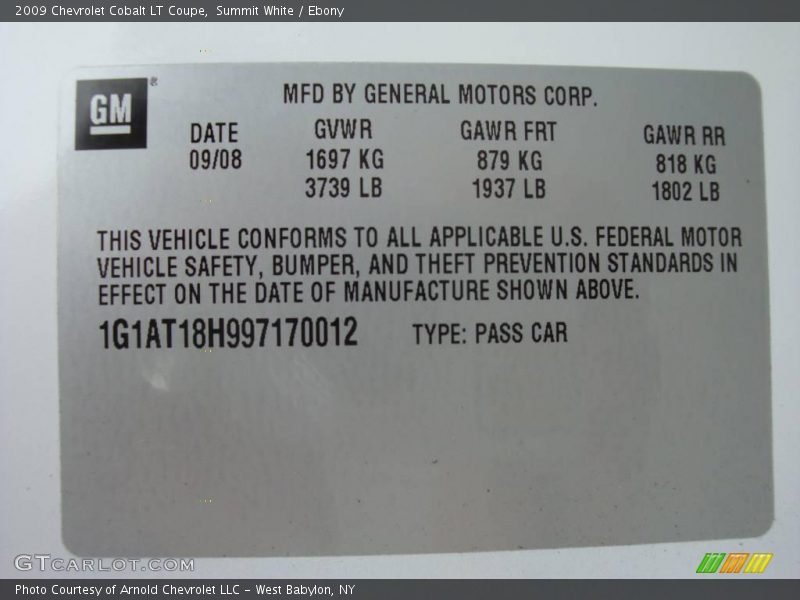 2009 Chevrolet Cobalt LT Coupe,  Summit White / Ebony
GM®
MFD BY GENERAL MOTORS CORP.
DATE GVWR GAWR FRT GAWR RR
09/08 1697 KG 879 KG 818 KG
3739 LB 1937 LB 1802 LB
THIS VEHICLE CONFORMS TO ALL APPLICABLE U.S. FEDERAL MOTOR
VEHICLE SAFETY, BUMPER, AND THEFT PREVENTION STANDARDS IN
EFFECT ON THE DATE OF MANUFACTURE SHOWN ABOVE.
1G1AT18H997170012 TYPE: PASS CAR
GTCARLOT.COM
Photo Courtesy of Arnold Chevrolet LLC - West Babylon, NY